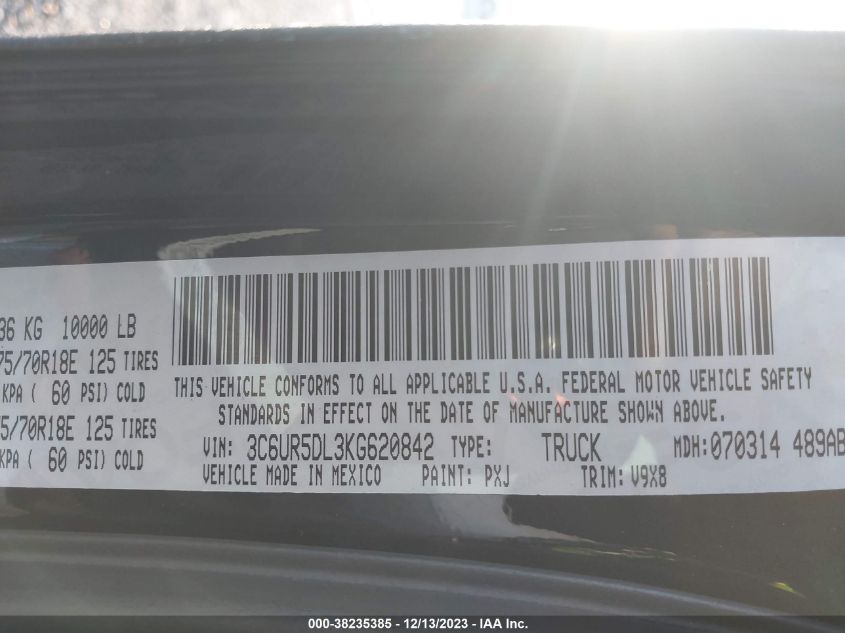 36 KG 10000 LB
75/70R18E 125 TIRES
KPA ( 60 PSI) COLD
75/70R18E 125 TIRES
KPA ( 60 PSI) COLD
THIS VEHICLE CONFORMS TO ALL APPLICABLE U.S.A. FEDERAL MOTOR VEHICLE SAFETY
STANDARDS IN EFFECT ON THE DATE OF MANUFACTURE SHOWN ABOVE.
VIN: 3C6UR5DL3KG620842 TYPE: TRUCK MDH:070314 489AB
VEHICLE MADE IN MEXICO PAINT: PXJ TRIM: V9X8
000-38235385 - 12/13/2023 - IAA Inc.